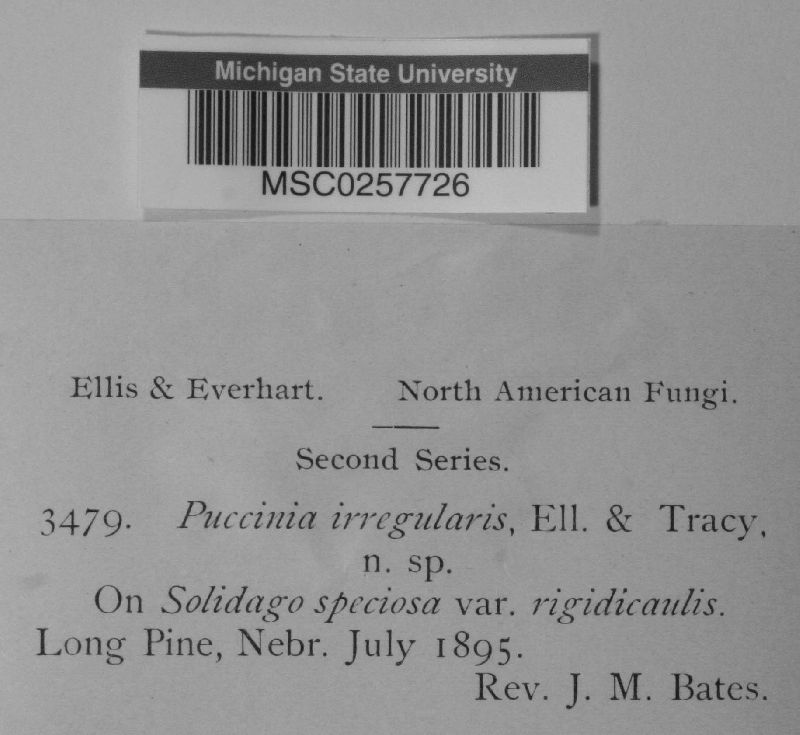 Michigan State University
MSC0257726
Ellis & Everhart. North American Fungi.
Second Series.
3479. Puccinia irregularis, Ell. & Tracy,
n. sp.
On Solidago speciosa var. rigidicaulis.
Long Pine, Nebr. July 1895.
Rev. J. M. Bates.